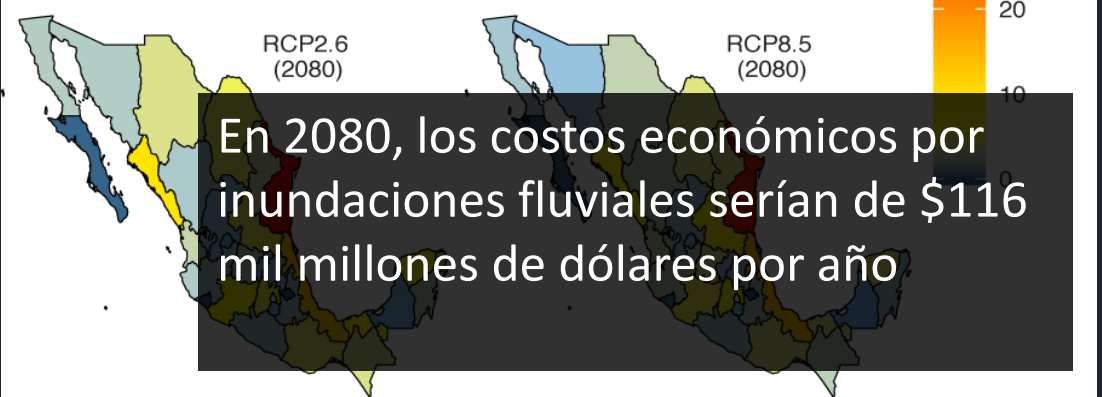 RCP2.6
(2080)
RCP8.5
(2080)
20
10
0
En 2080, los costos económicos por
inundaciones fluviales serían de $116
mil millones de dólares por año